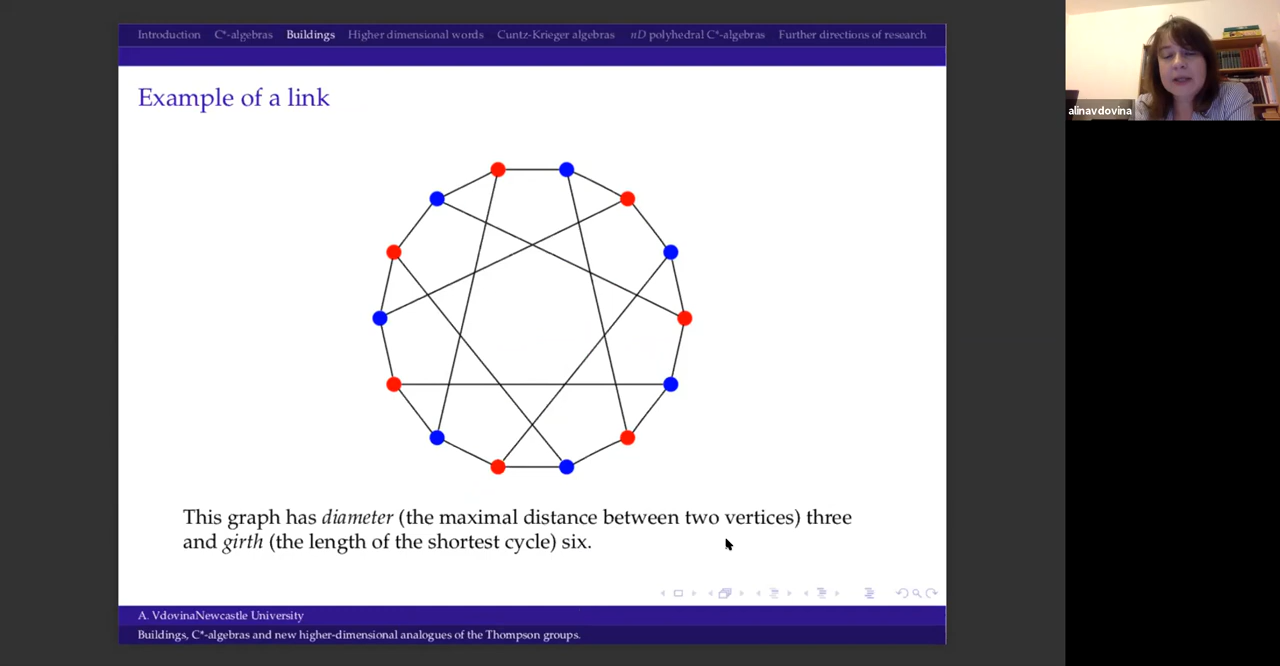 Introduction C*-algebras Buildings Higher dimensional words Cuntz-Krieger algebras nD polyhedral C*-algebras Further directions of research
Example of a link
alinavdovina
This graph has diameter (the maximal distance between two vertices) three
and girth (the length of the shortest cycle) six.
A. VdovinaNewcastle University
Buildings, C*-algebras and new higher-dimensional analogues of the Thompson groups.